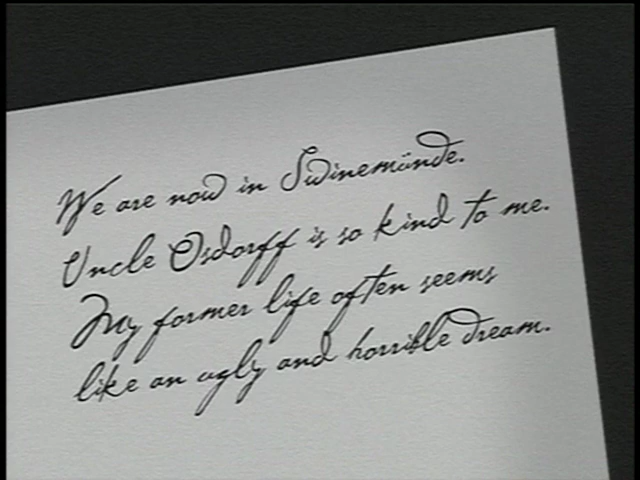 We are now in Swinemünde.
Uncle Osdorff is so kind to me.
My former life often seems
like an ugly and horrible dream.